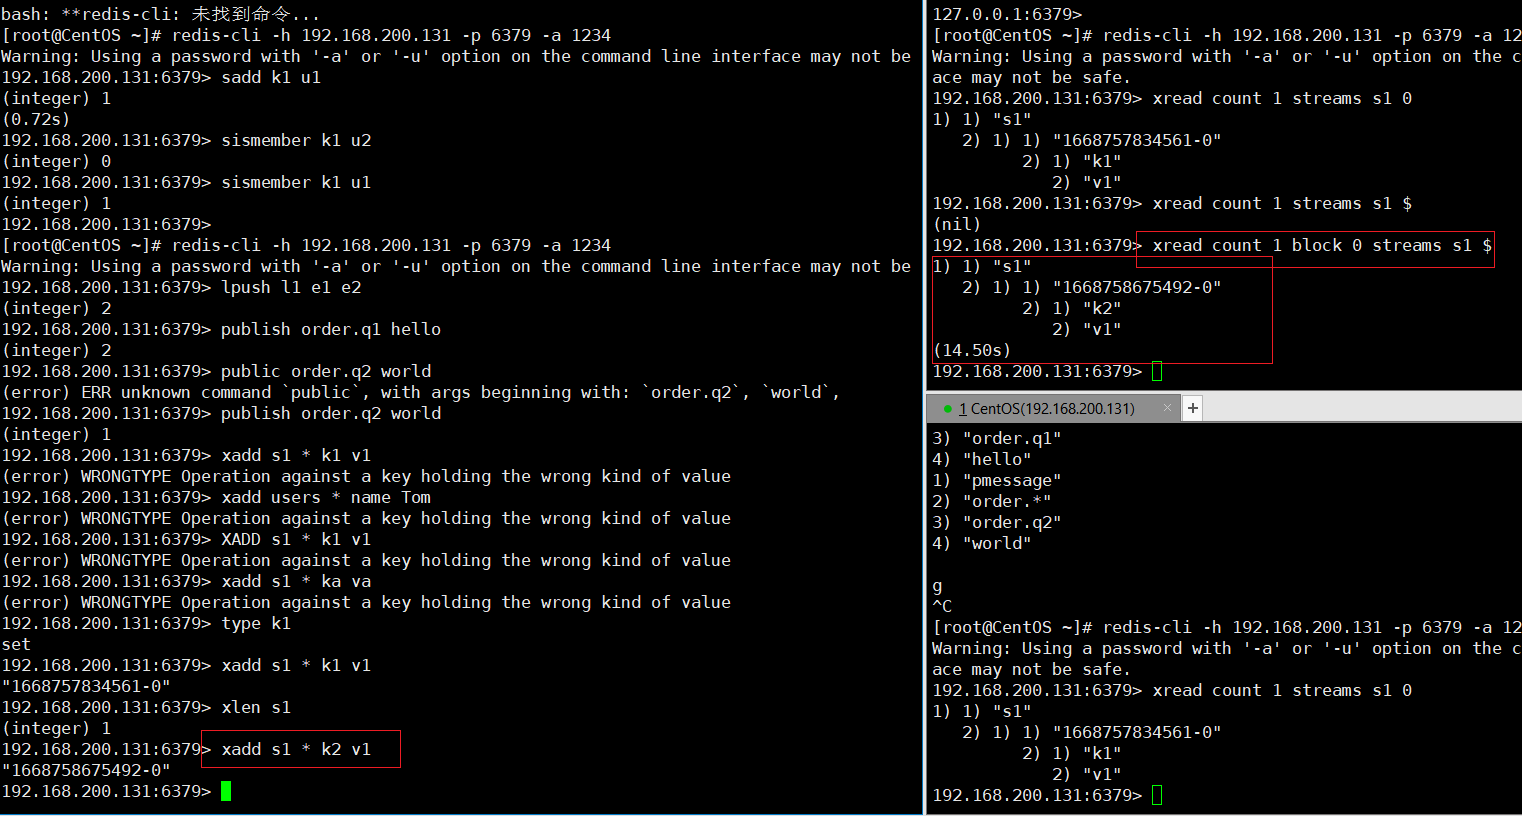 bash: **redis-cli: 未找到命令...
[root@CentOS ~]# redis-cli -h 192.168.200.131 -p 6379 -a 1234
Warning: Using a password with '-a' or '-u' option on the command line interface may not be
192.168.200.131:6379> sadd k1 u1
(integer) 1
(0.72s)
192.168.200.131:6379> sismember k1 u2
(integer) 0
192.168.200.131:6379> sismember k1 u1
(integer) 1
192.168.200.131:6379>
[root@CentOS ~]# redis-cli -h 192.168.200.131 -p 6379 -a 1234
Warning: Using a password with '-a' or '-u' option on the command line interface may not be
192.168.200.131:6379> lpush l1 e1 e2
(integer) 2
192.168.200.131:6379> publish order.q1 hello
(integer) 2
192.168.200.131:6379> public order.q2 world
(error) ERR unknown command `public`, with args beginning with: `order.q2`, `world`,
192.168.200.131:6379> publish order.q2 world
(integer) 1
192.168.200.131:6379> xadd s1 * k1 v1
(error) WRONGTYPE Operation against a key holding the wrong kind of value
192.168.200.131:6379> xadd users * name Tom
(error) WRONGTYPE Operation against a key holding the wrong kind of value
192.168.200.131:6379> XADD s1 * k1 v1
(error) WRONGTYPE Operation against a key holding the wrong kind of value
192.168.200.131:6379> xadd s1 * ka va
(error) WRONGTYPE Operation against a key holding the wrong kind of value
192.168.200.131:6379> type k1
set
192.168.200.131:6379> xadd s1 * k1 v1
"1668757834561-0"
192.168.200.131:6379> xlen s1
(integer) 1
192.168.200.131:6379> xadd s1 * k2 v1
"1668758675492-0"
192.168.200.131:6379>
127.0.0.1:6379>
[root@CentOS ~]# redis-cli -h 192.168.200.131 -p 6379 -a 12
Warning: Using a password with '-a' or '-u' option on the c
ace may not be safe.
192.168.200.131:6379> xread count 1 streams s1 0
1) 1) "s1"
2) 1) 1) "1668757834561-0"
2) 1) "k1"
2) "v1"
192.168.200.131:6379> xread count 1 streams s1 $
(nil)
192.168.200.131:6379> xread count 1 block 0 streams s1 $
1) 1) "s1"
2) 1) 1) "1668758675492-0"
2) 1) "k2"
2) "v1"
(14.50s)
192.168.200.131:6379>
1 CentOS(192.168.200.131) × +
3) "order.q1"
4) "hello"
1) "pmessage"
2) "order.*"
3) "order.q2"
4) "world"
g
^C
[root@CentOS ~]# redis-cli -h 192.168.200.131 -p 6379 -a 12
Warning: Using a password with '-a' or '-u' option on the c
ace may not be safe.
192.168.200.131:6379> xread count 1 streams s1 0
1) 1) "s1"
2) 1) 1) "1668757834561-0"
2) 1) "k1"
2) "v1"
192.168.200.131:6379>